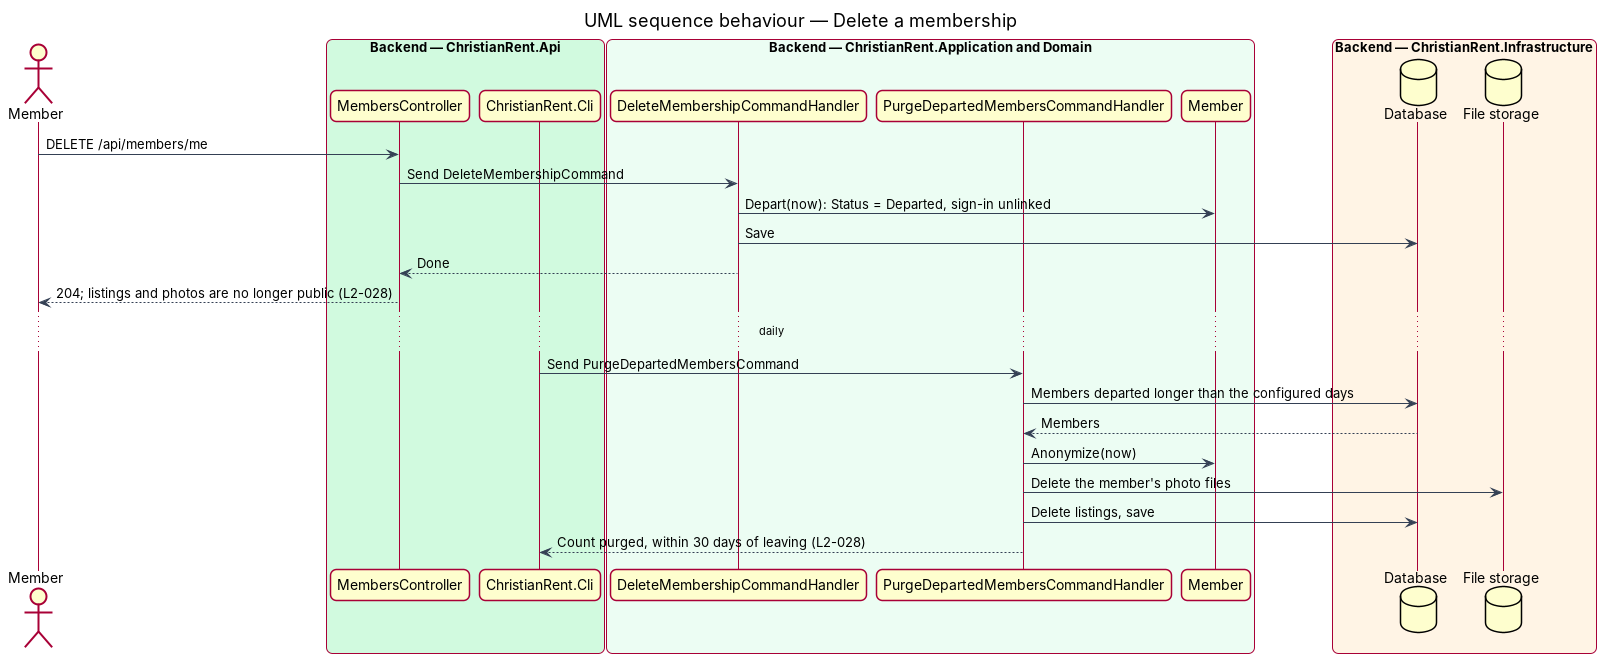 UML sequence behaviour — Delete a membership
Backend — ChristianRent.Api
Backend — ChristianRent.Application and Domain
Backend — ChristianRent.Infrastructure
Member
MembersController
ChristianRent.Cli
DeleteMembershipCommandHandler
PurgeDepartedMembersCommandHandler
Member
Database
File storage
DELETE /api/members/me
Send DeleteMembershipCommand
Depart(now): Status = Departed, sign-in unlinked
Save
Done
204; listings and photos are no longer public (L2-028)
daily
Send PurgeDepartedMembersCommand
Members departed longer than the configured days
Members
Anonymize(now)
Delete the member's photo files
Delete listings, save
Count purged, within 30 days of leaving (L2-028)
Member
MembersController
ChristianRent.Cli
DeleteMembershipCommandHandler
PurgeDepartedMembersCommandHandler
Member
Database
File storage